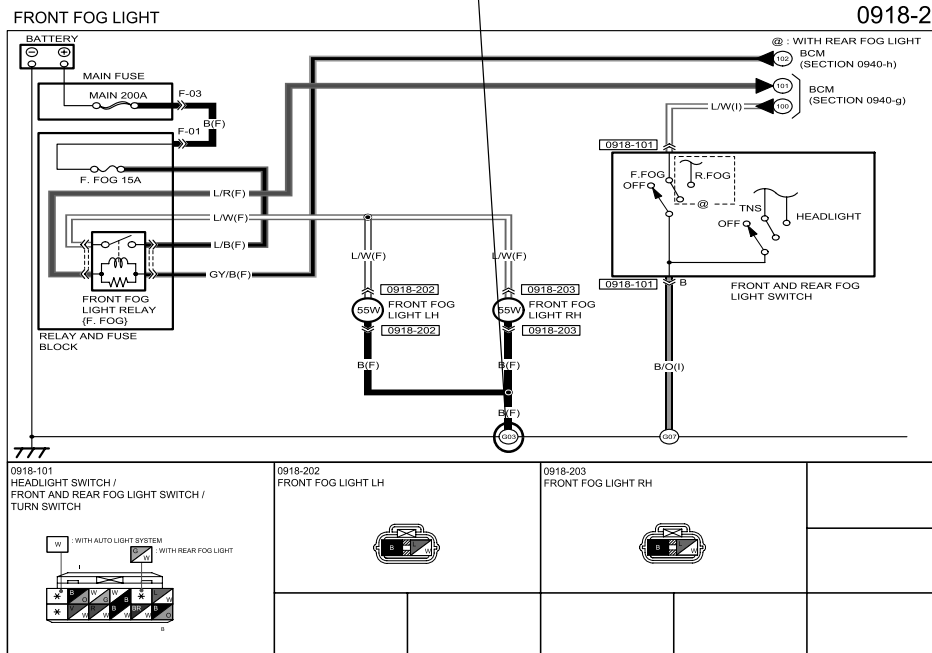 FRONT FOG LIGHT
0918-2
BATTERY
@ : WITH REAR FOG LIGHT
102
BCM
(SECTION 0940-h)
MAIN FUSE
MAIN 200A
F-03
101
BCM
(SECTION 0940-g)
L/W(I)
100
B(F)
F-01
0918-101
F. FOG 15A
F.FOG
R.FOG
OFF
L/R(F)
@
L/W(F)
TNS
HEADLIGHT
OFF
L/B(F)
L/W(F)
L/W(F)
GY/B(F)
0918-101
B
0918-202
0918-203
FRONT AND REAR FOG
LIGHT SWITCH
FRONT FOG
LIGHT RELAY
{F. FOG}
55W
FRONT FOG
LIGHT LH
55W
FRONT FOG
LIGHT RH
0918-202
0918-203
RELAY AND FUSE
BLOCK
B(F)
B(F)
B/O(I)
B(F)
G03
G07
0918-101
HEADLIGHT SWITCH /
FRONT AND REAR FOG LIGHT SWITCH /
TURN SWITCH
0918-202
FRONT FOG LIGHT LH
0918-203
FRONT FOG LIGHT RH
W
: WITH AUTO LIGHT SYSTEM
G
W
: WITH REAR FOG LIGHT
I
B
L
W
B
L
W
* B O W G W B * L W
* W W B W BR W B O
B